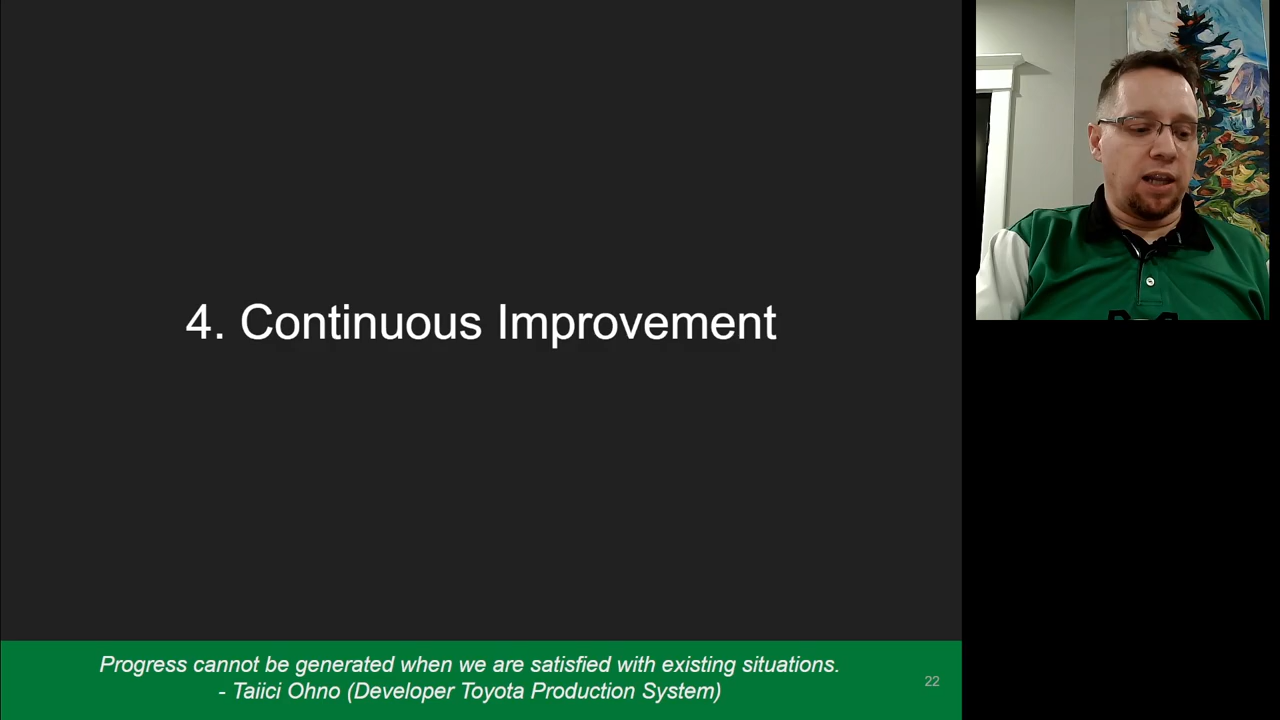 4. Continuous Improvement
Progress cannot be generated when we are satisfied with existing situations.
- Taiici Ohno (Developer Toyota Production System)
22